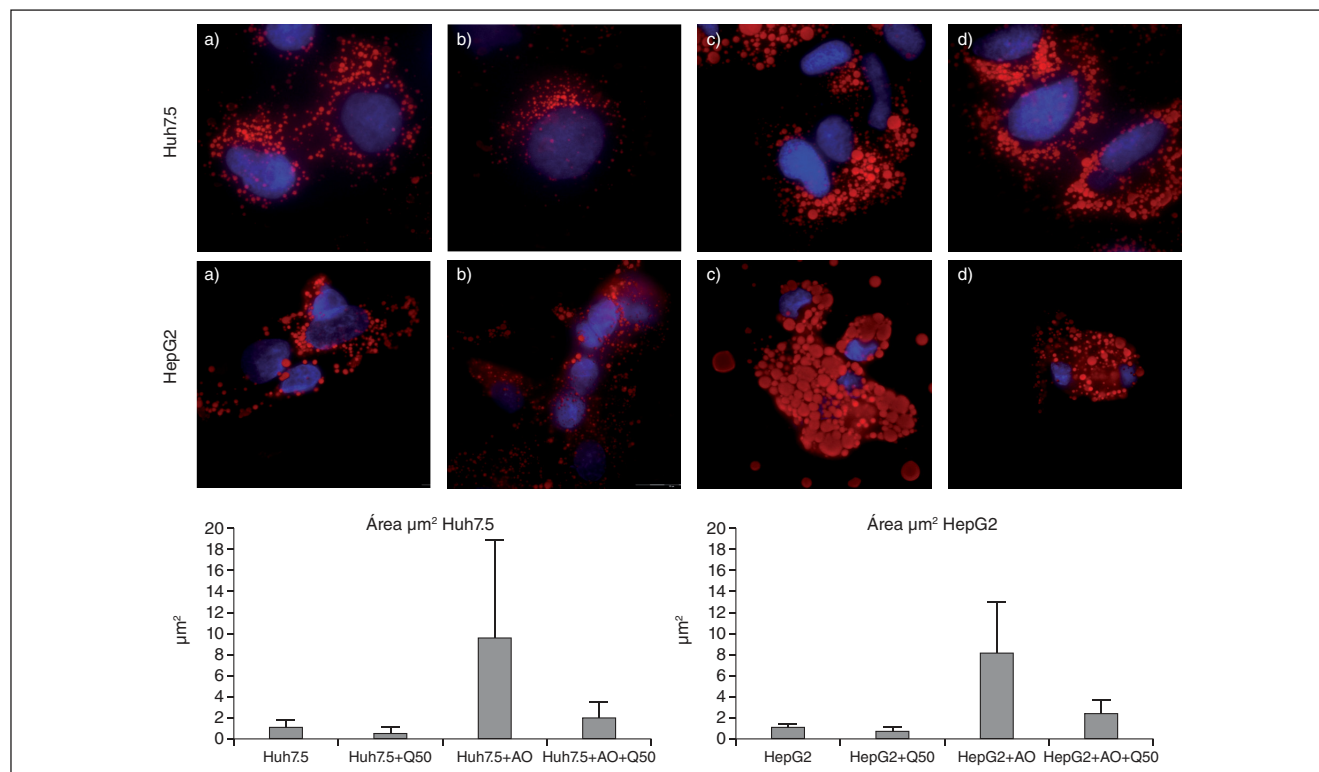 a)
b)
c)
d)
Huh7.5
a)
b)
c)
d)
HepG2
Área µm² Huh7.5
µm²
20
18
16
14
12
10
8
6
4
2
0
Huh7.5
Huh7.5+Q50
Huh7.5+AO
Huh7.5+AO+Q50
Área µm² HepG2
µm²
20
18
16
14
12
10
8
6
4
2
0
HepG2
HepG2+Q50
HepG2+AO
HepG2+AO+Q50